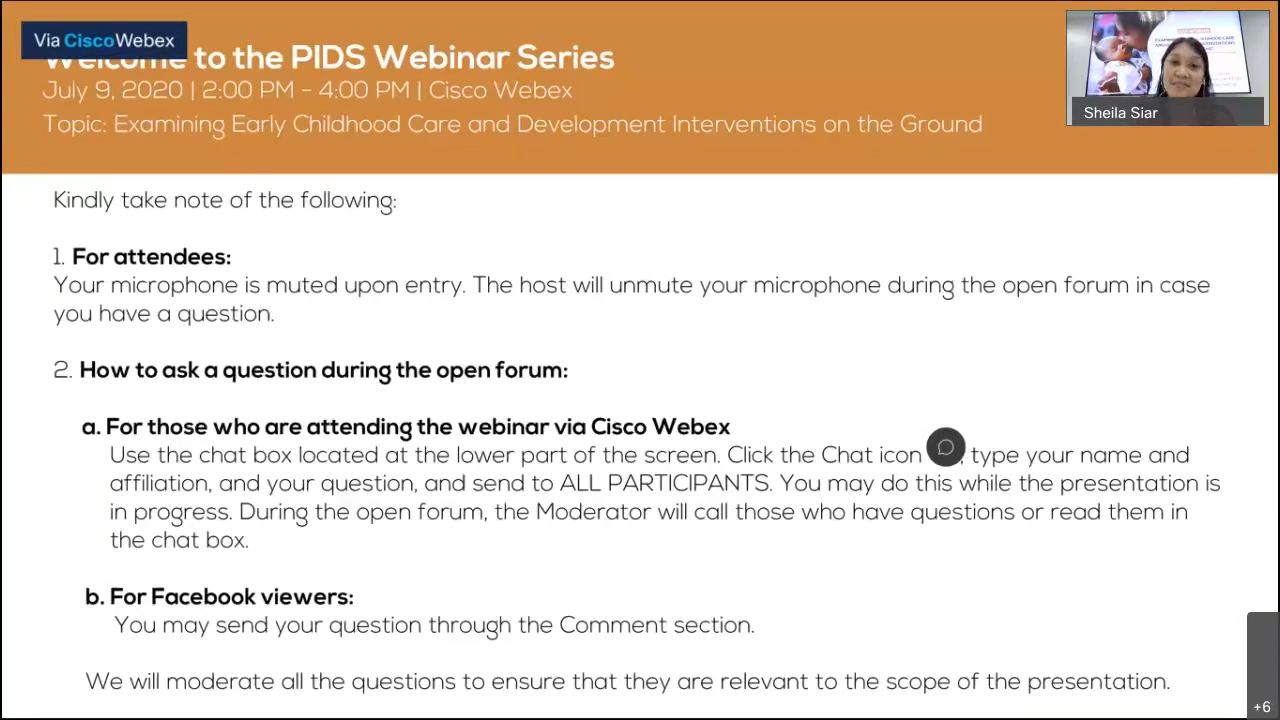 Via Cisco Webex
Welcome to the PIDS Webinar Series
July 9, 2020 | 2:00 PM - 4:00 PM | Cisco Webex
Topic: Examining Early Childhood Care and Development Interventions on the Ground
Sheila Siar
Kindly take note of the following:
1. For attendees:
Your microphone is muted upon entry. The host will unmute your microphone during the open forum in case
you have a question.
2. How to ask a question during the open forum:
a. For those who are attending the webinar via Cisco Webex
Use the chat box located at the lower part of the screen. Click the Chat icon , type your name and
affiliation, and your question, and send to ALL PARTICIPANTS. You may do this while the presentation is
in progress. During the open forum, the Moderator will call those who have questions or read them in
the chat box.
b. For Facebook viewers:
You may send your question through the Comment section.
We will moderate all the questions to ensure that they are relevant to the scope of the presentation.
+6